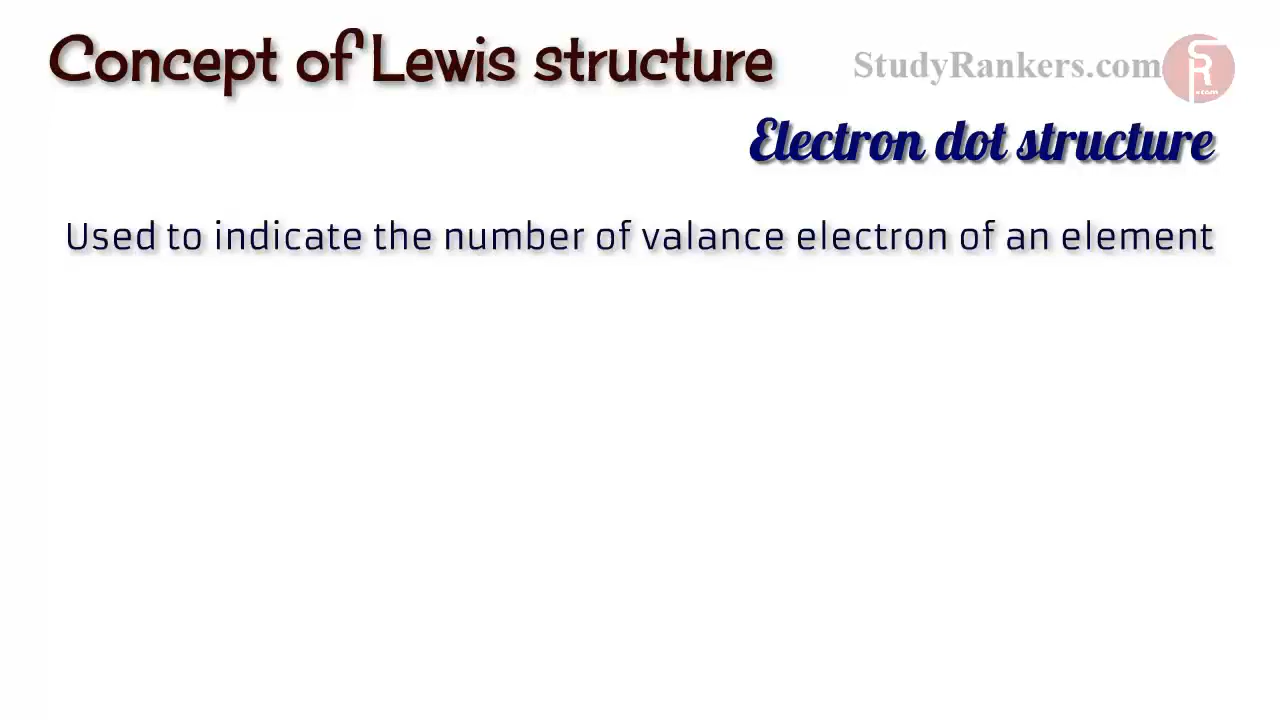 Concept of Lewis structure
StudyRankers.com
Electron dot structure
Used to indicate the number of valance electron of an element